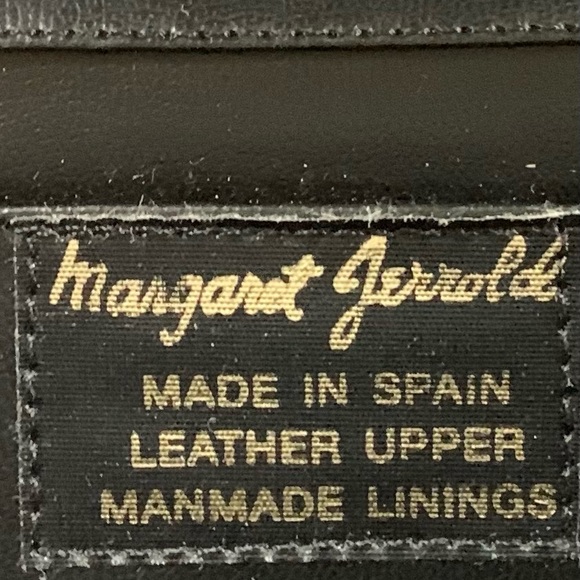 Margaret Jerrold
MADE IN SPAIN
LEATHER UPPER
MANMADE LININGS